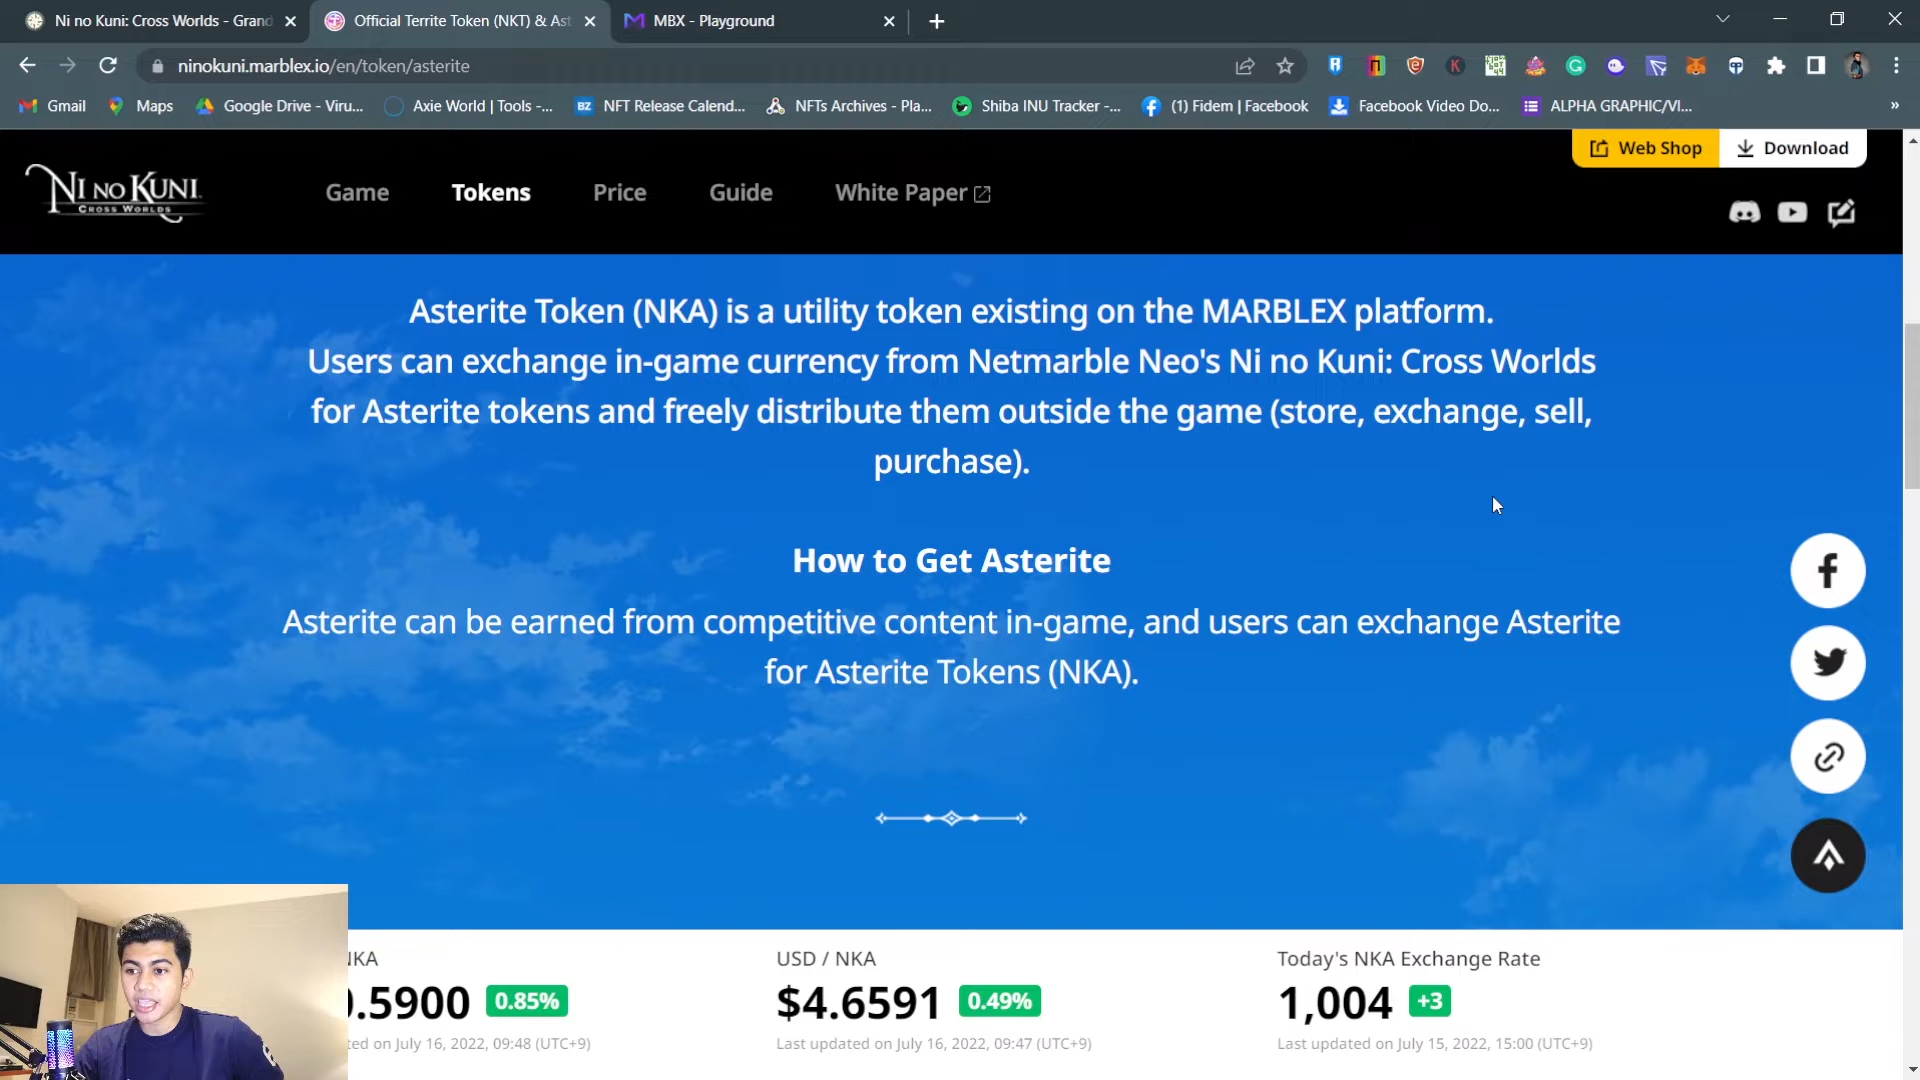 Ni no Kuni: Cross Worlds - Grand
Official Territe Token (NKT) & Ast
MBX - Playground
ninokuni.marblex.io/en/token/asterite
Gmail
Maps
Google Drive - Viru...
Axie World | Tools -...
NFT Release Calend...
NFTs Archives - Pla...
Shiba INU Tracker -...
(1) Fidem | Facebook
Facebook Video Do...
ALPHA GRAPHIC/VI...
Web Shop
Download
NI NO KUNI
CROSS WORLDS
Game
Tokens
Price
Guide
White Paper
Asterite Token (NKA) is a utility token existing on the MARBLEX platform.
Users can exchange in-game currency from Netmarble Neo's Ni no Kuni: Cross Worlds
for Asterite tokens and freely distribute them outside the game (store, exchange, sell,
purchase).
How to Get Asterite
Asterite can be earned from competitive content in-game, and users can exchange Asterite
for Asterite Tokens (NKA).
NKA
.5900 0.85%
ted on July 16, 2022, 09:48 (UTC+9)
USD / NKA
$4.6591 0.49%
Last updated on July 16, 2022, 09:47 (UTC+9)
Today's NKA Exchange Rate
1,004 +3
Last updated on July 15, 2022, 15:00 (UTC+9)